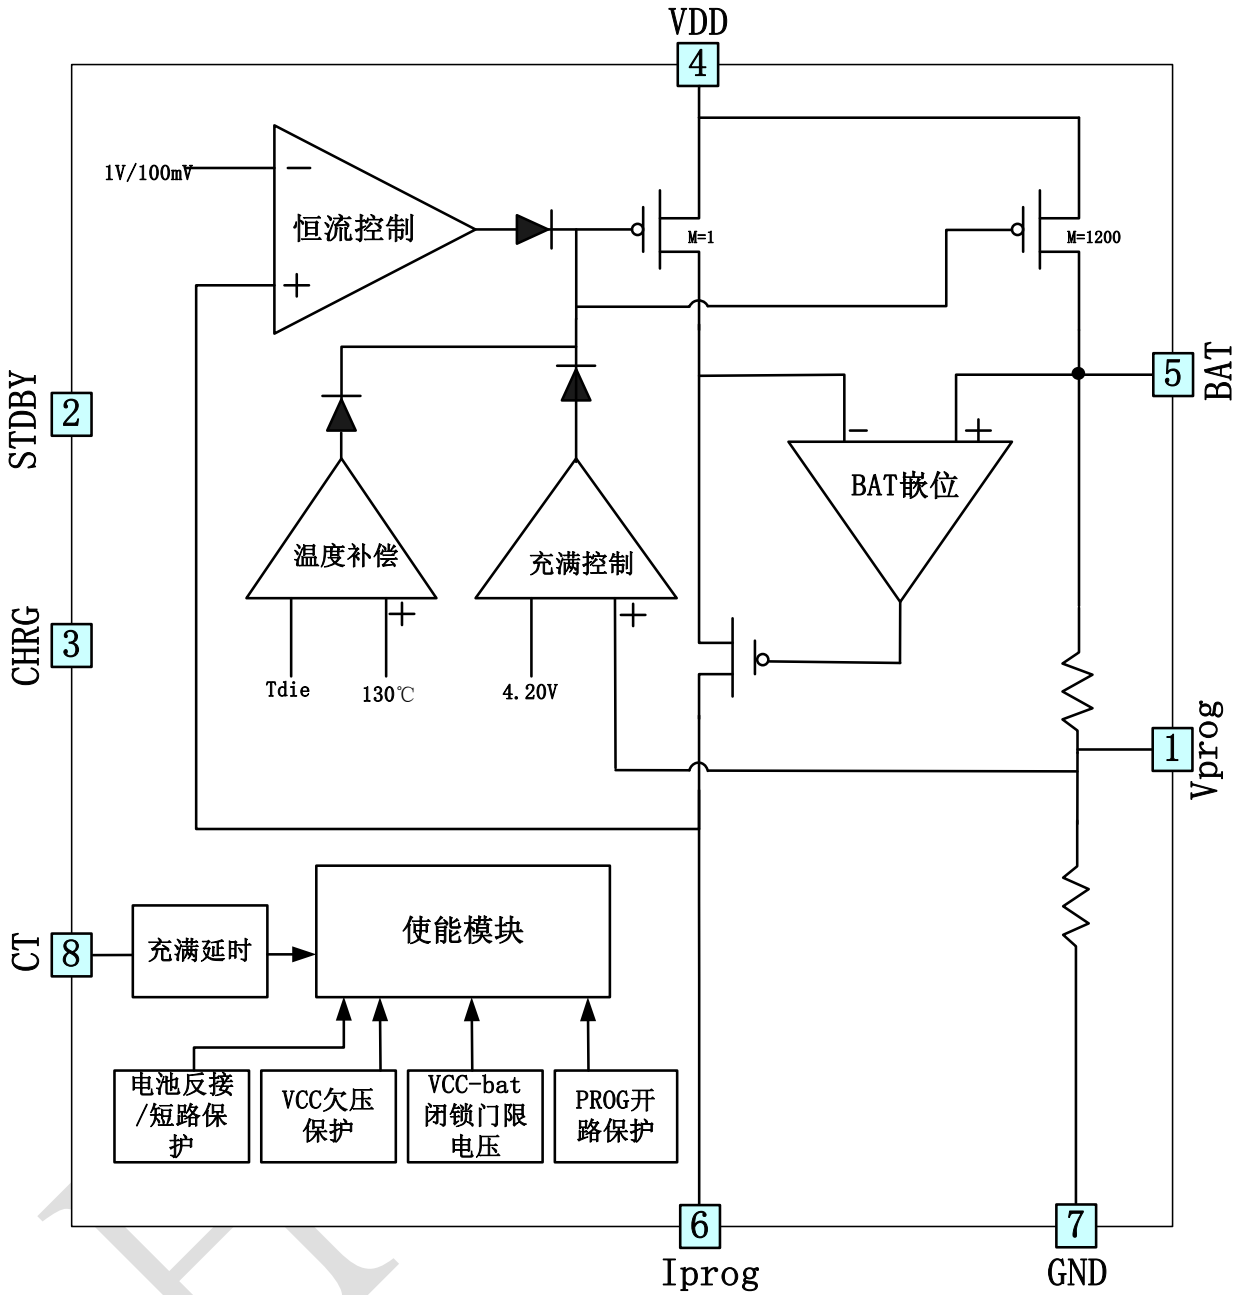 VDD
4
1V/100mV
−
恒流控制
+
M=1
M=1200
5
BAT
STDBY
2
−
+
BAT嵌位
温度补偿
充满控制
+
+
Tdie
130℃
4.20V
CHRG
3
1
Vprog
CT
8
充满延时
使能模块
电池反接
/短路保
护
VCC欠压
保护
VCC-bat
闭锁门限
电压
PROG开
路保护
6
Iprog
7
GND